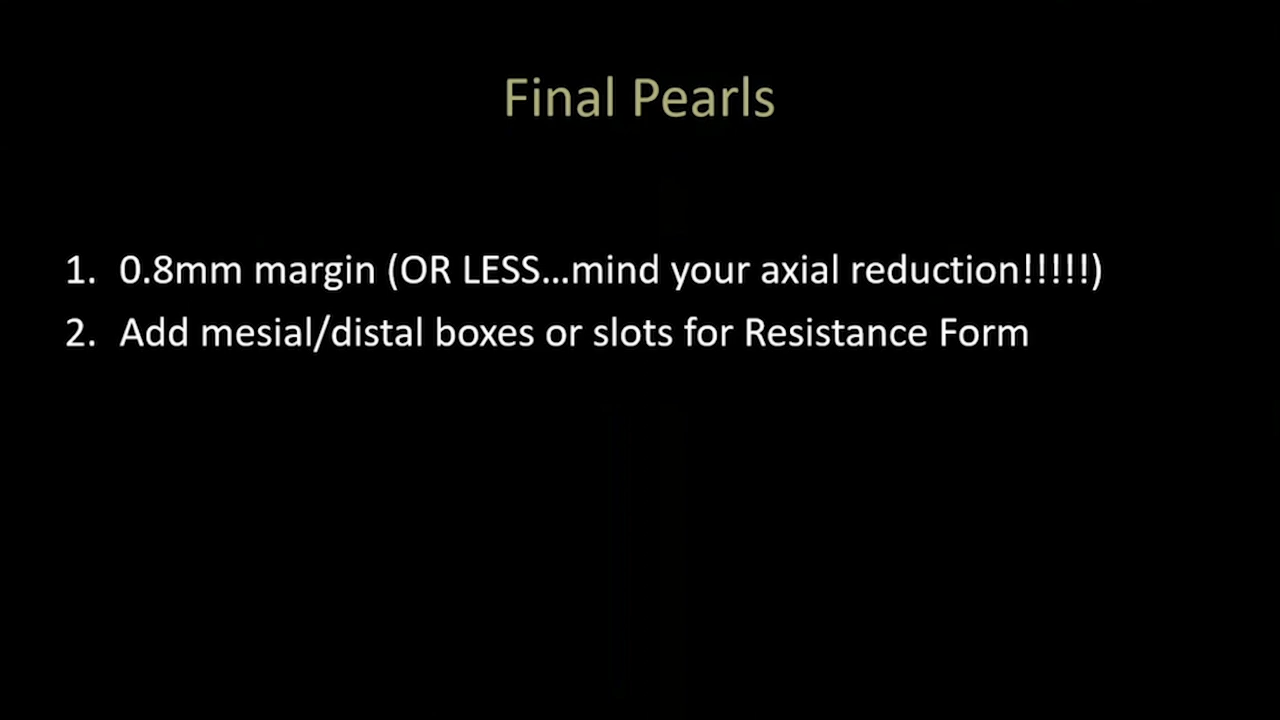 Final Pearls
1. 0.8mm margin (OR LESS…mind your axial reduction!!!!!)
2. Add mesial/distal boxes or slots for Resistance Form